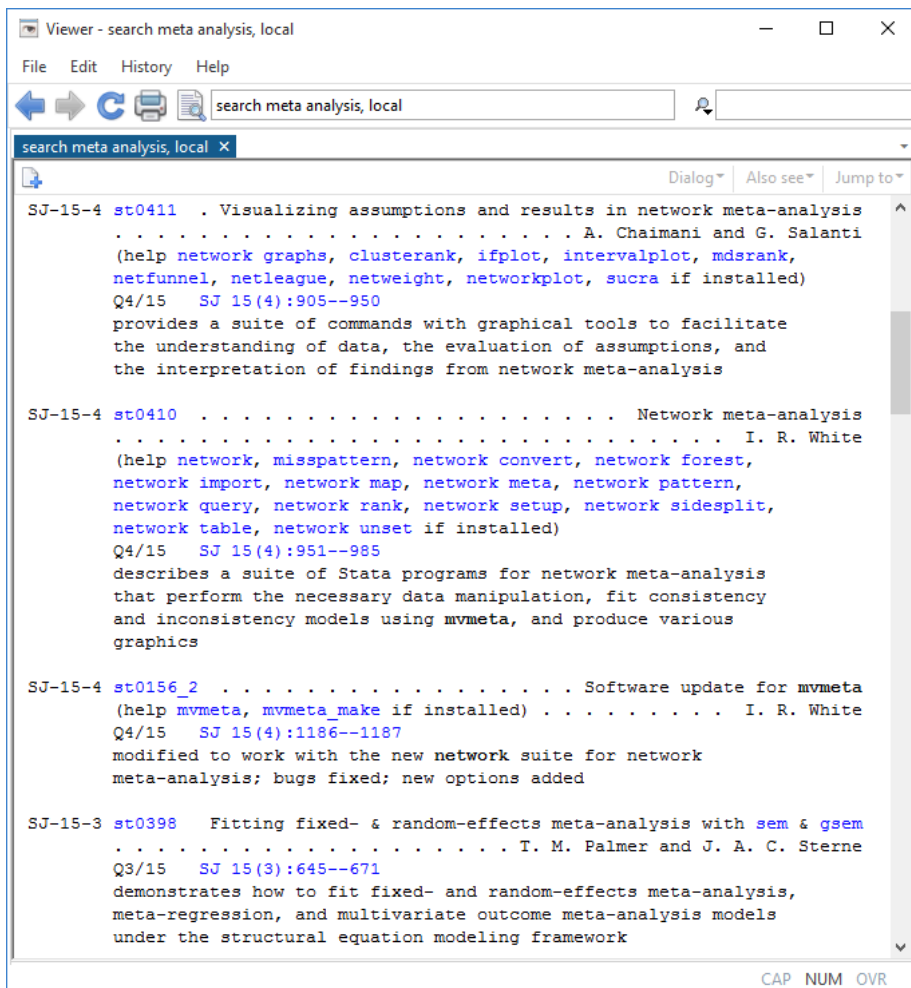 Viewer - search meta analysis, local
File Edit History Help
search meta analysis, local
search meta analysis, local X
Dialog Also see Jump to
SJ-15-4 st0411 . Visualizing assumptions and results in network meta-analysis
. . . . . . . . . . . . . . . . . . . . . . A. Chaimani and G. Salanti
(help network graphs, clusterank, ifplot, intervalplot, mdsrank,
netfunnel, netleague, netweight, networkplot, sucra if installed)
Q4/15 SJ 15(4):905--950
provides a suite of commands with graphical tools to facilitate
the understanding of data, the evaluation of assumptions, and
the interpretation of findings from network meta-analysis
SJ-15-4 st0410 . . . . . . . . . . . . . . . . . . . . Network meta-analysis
. . . . . . . . . . . . . . . . . . . . . . . . . . . . . I. R. White
(help network, misspattern, network convert, network forest,
network import, network map, network meta, network pattern,
network query, network rank, network setup, network sidesplit,
network table, network unset if installed)
Q4/15 SJ 15(4):951--985
describes a suite of Stata programs for network meta-analysis
that perform the necessary data manipulation, fit consistency
and inconsistency models using mvmeta, and produce various
graphics
SJ-15-4 st0156_2 . . . . . . . . . . . . . . . . . Software update for mvmeta
(help mvmeta, mvmeta_make if installed) . . . . . . . . . I. R. White
Q4/15 SJ 15(4):1186--1187
modified to work with the new network suite for network
meta-analysis; bugs fixed; new options added
SJ-15-3 st0398 Fitting fixed- & random-effects meta-analysis with sem & gsem
. . . . . . . . . . . . . . . . . . . T. M. Palmer and J. A. C. Sterne
Q3/15 SJ 15(3):645--671
demonstrates how to fit fixed- and random-effects meta-analysis,
meta-regression, and multivariate outcome meta-analysis models
under the structural equation modeling framework
CAP NUM OVR